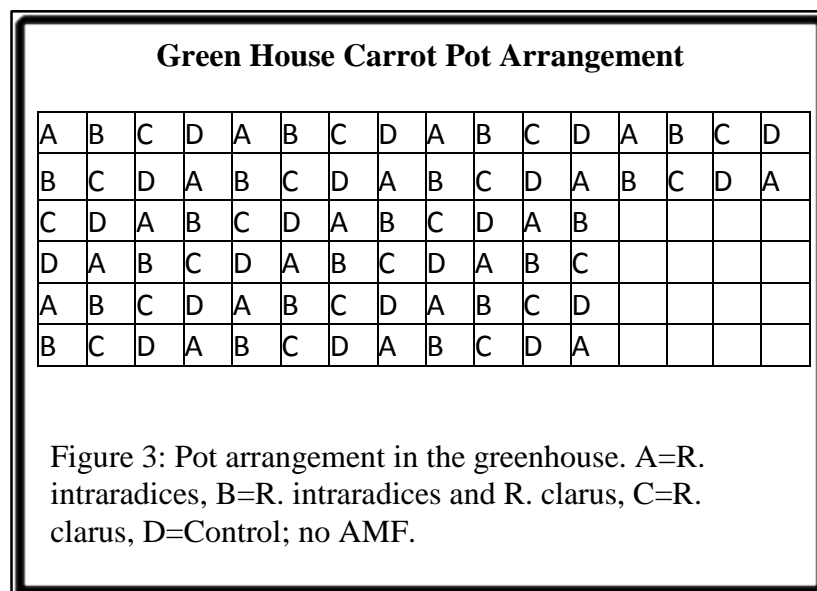 Green House Carrot Pot Arrangement
A B C D A B C D A B C D A B C D
B C D A B C D A B C D A B C D A
C D A B C D A B C D A B
D A B C D A B C D A B C
A B C D A B C D A B C D
B C D A B C D A B C D A
Figure 3: Pot arrangement in the greenhouse. A=R.
intraradices, B=R. intraradices and R. clarus, C=R.
clarus, D=Control; no AMF.